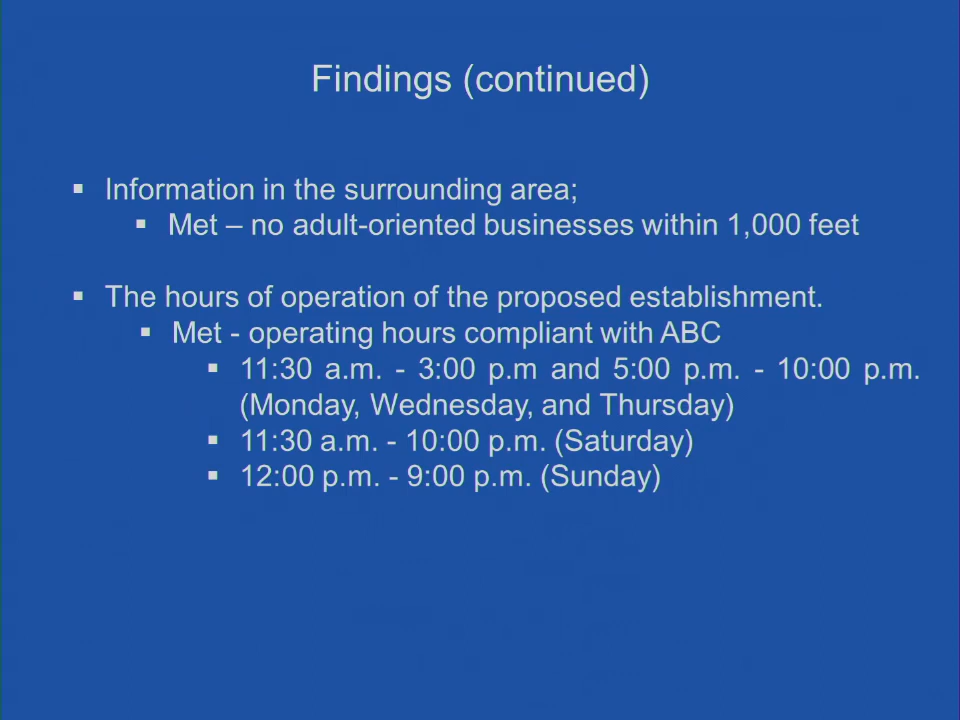 Findings (continued)
▪ Information in the surrounding area;
▪ Met – no adult-oriented businesses within 1,000 feet
▪ The hours of operation of the proposed establishment.
▪ Met - operating hours compliant with ABC
▪ 11:30 a.m. - 3:00 p.m and 5:00 p.m. - 10:00 p.m.
(Monday, Wednesday, and Thursday)
▪ 11:30 a.m. - 10:00 p.m. (Saturday)
▪ 12:00 p.m. - 9:00 p.m. (Sunday)